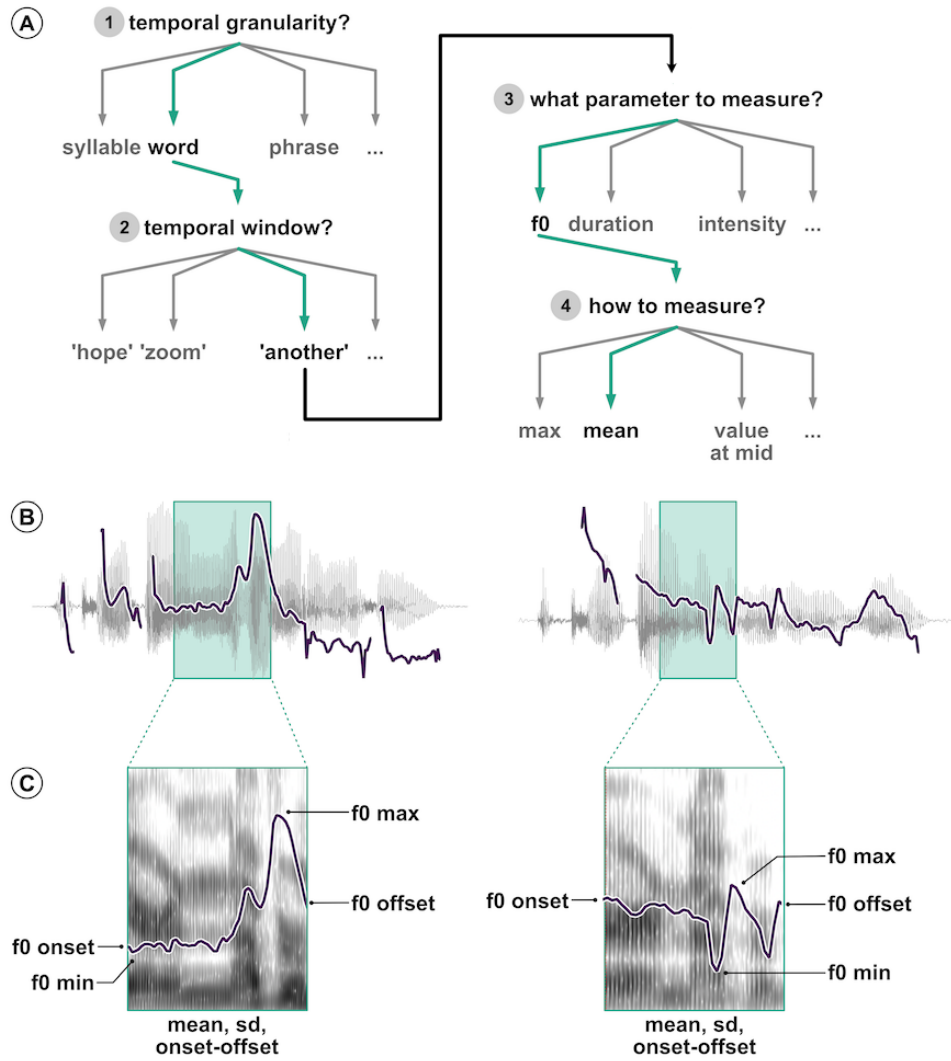 A
1 temporal granularity?
syllable word phrase ...
2 temporal window?
'hope' 'zoom' 'another' ...
3 what parameter to measure?
f0 duration intensity ...
4 how to measure?
max mean value
at mid
...
B
C
f0 max
f0 offset
f0 onset
f0 min
mean, sd,
onset-offset
f0 max
f0 onset
f0 offset
f0 min
mean, sd,
onset-offset